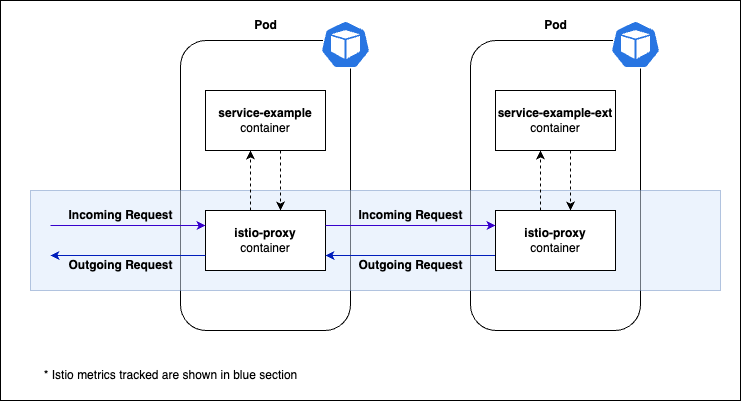 Pod
Pod
service-example
container
service-example-ext
container
Incoming Request
Incoming Request
istio-proxy
container
istio-proxy
container
Outgoing Request
Outgoing Request
* Istio metrics tracked are shown in blue section